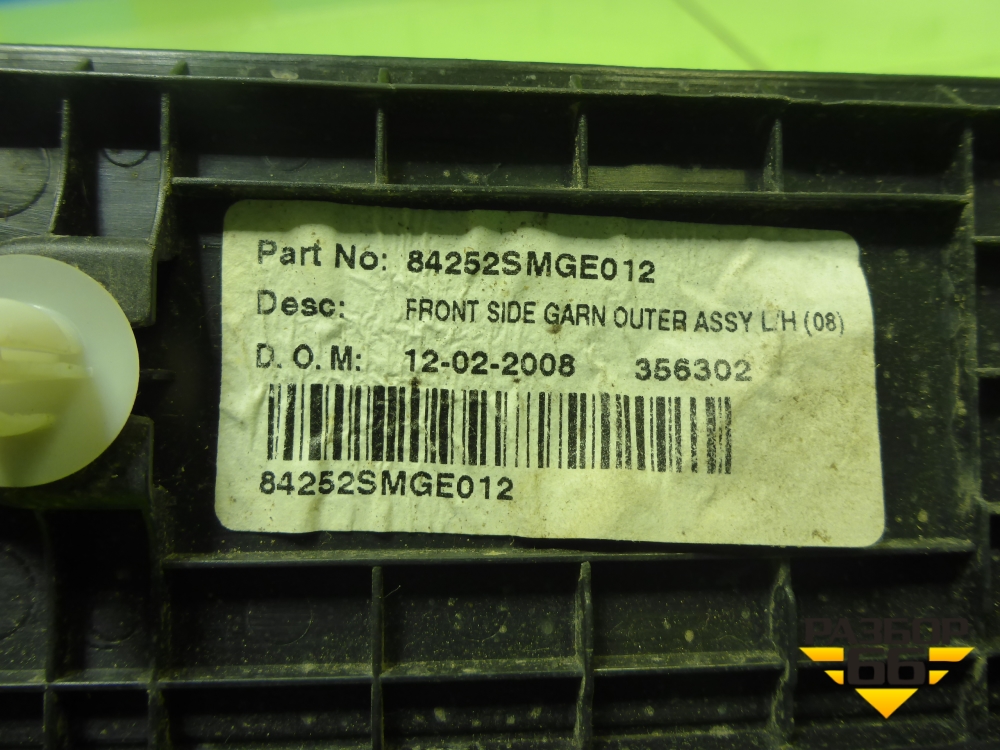 Part No: 84252SMGE012
Desc: FRONT SIDE GARN OUTER ASSY L/H (08)
D. O. M: 12-02-2008 356302
84252SMGE012
РАЗБОР
66